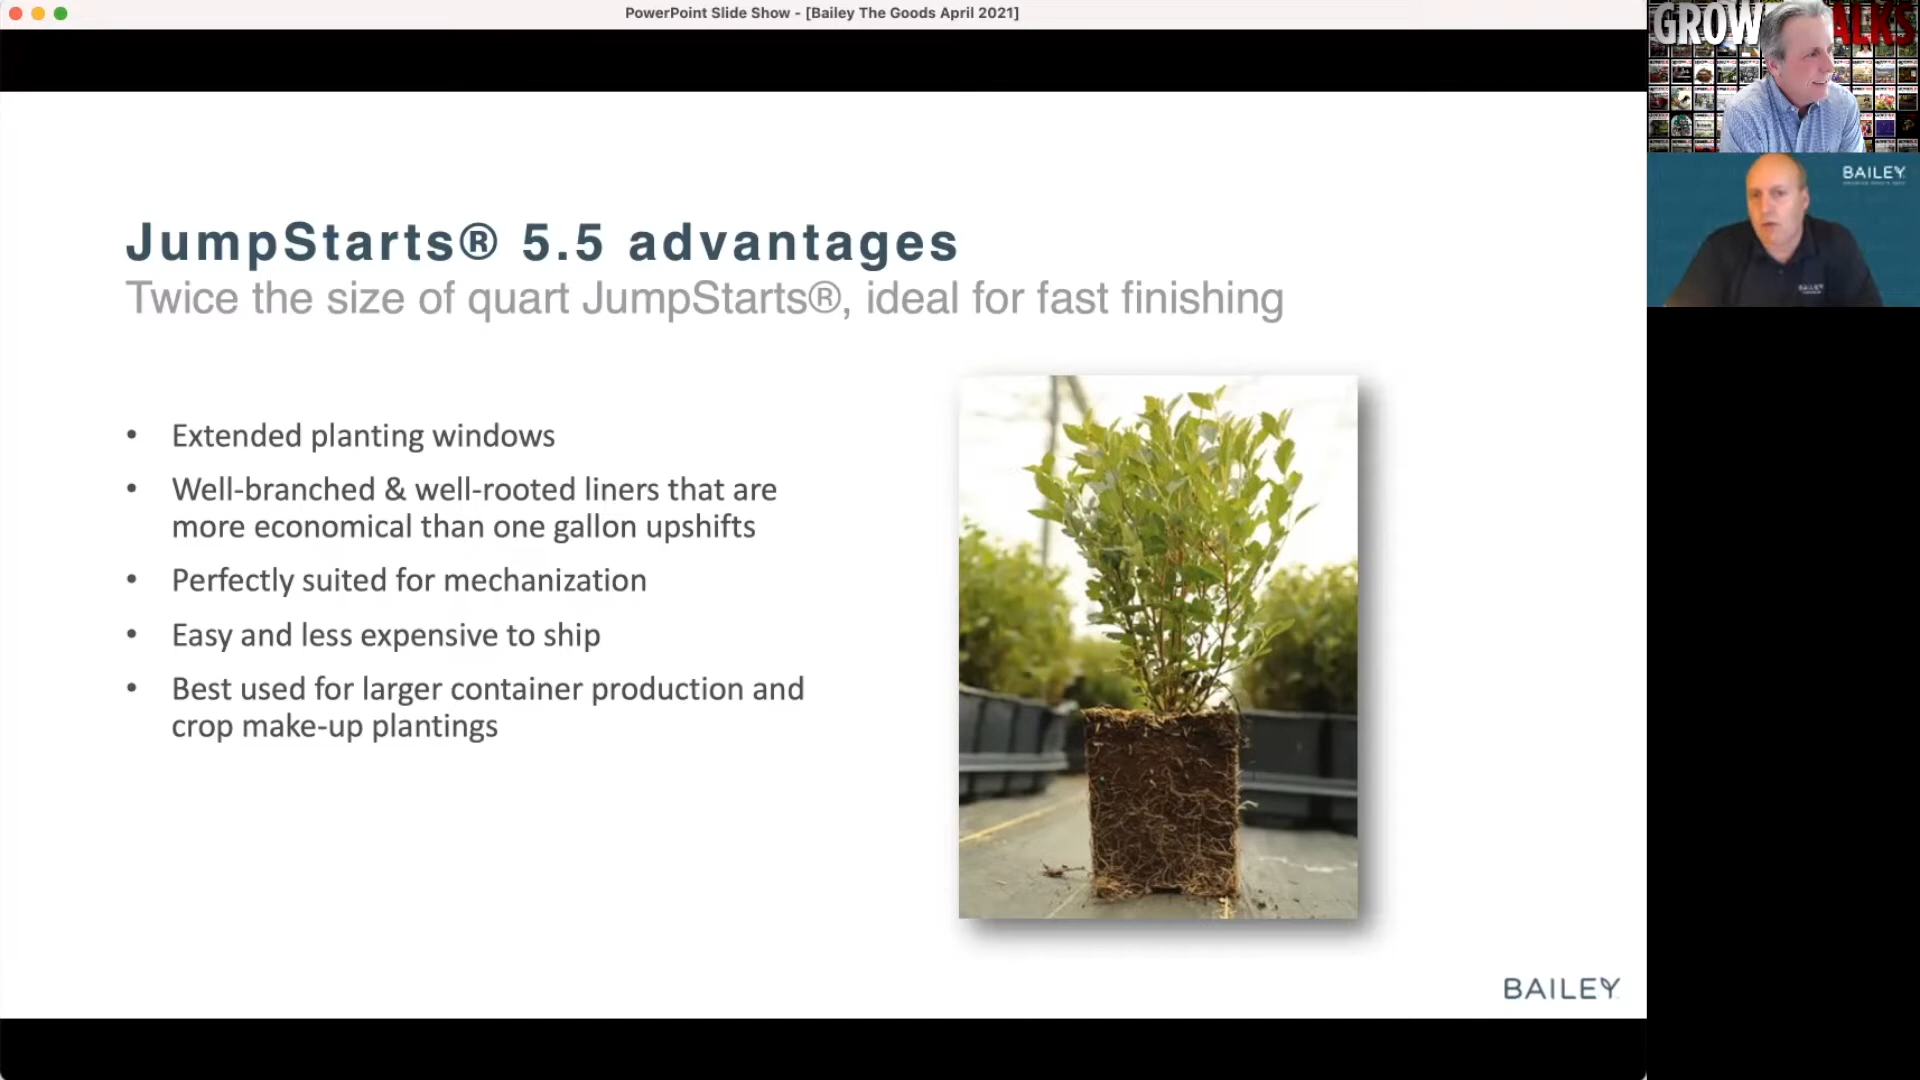 PowerPoint Slide Show - [Bailey The Goods April 2021]
GROW ALKS
BAILEY
JumpStarts® 5.5 advantages
Twice the size of quart JumpStarts®, ideal for fast finishing
• Extended planting windows
• Well-branched & well-rooted liners that are
more economical than one gallon upshifts
• Perfectly suited for mechanization
• Easy and less expensive to ship
• Best used for larger container production and
crop make-up plantings
BAILEY
BAILEY